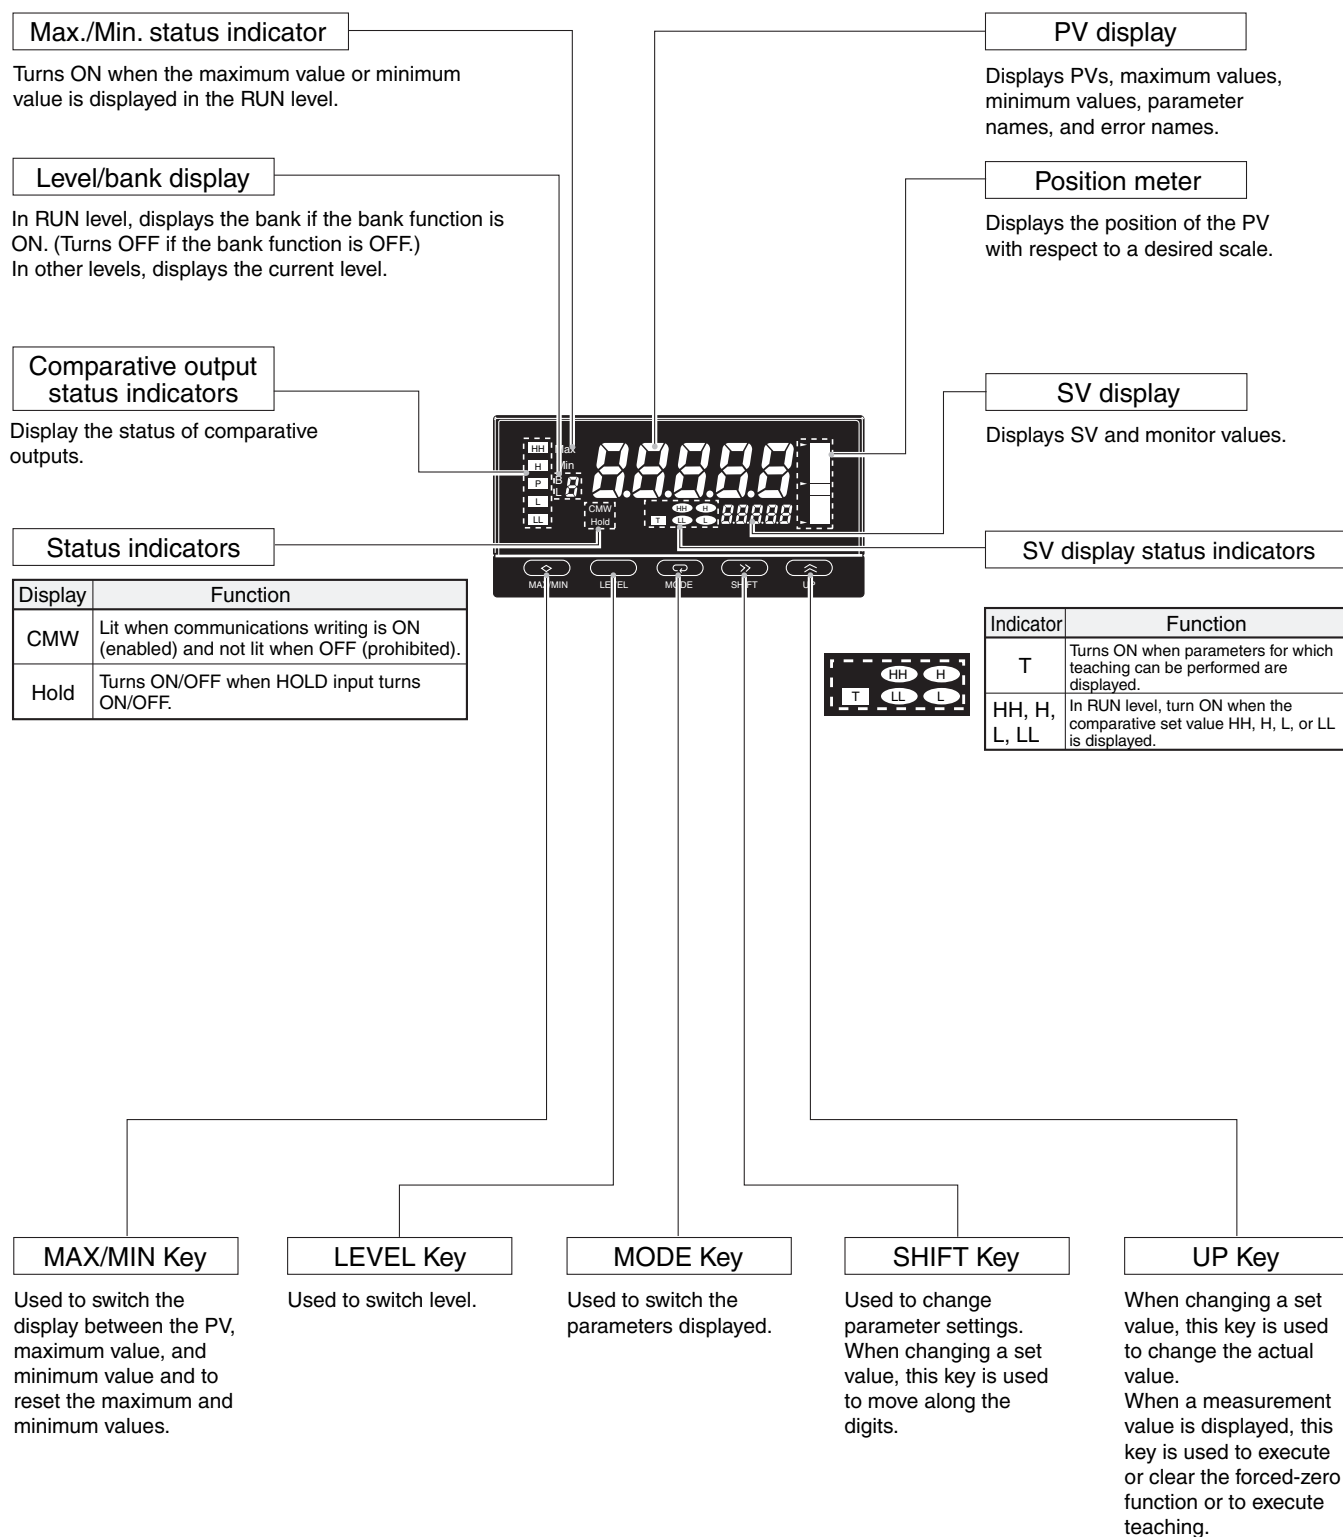 Max./Min. status indicator
Turns ON when the maximum value or minimum
value is displayed in the RUN level.
Level/bank display
In RUN level, displays the bank if the bank function is
ON. (Turns OFF if the bank function is OFF.)
In other levels, displays the current level.
Comparative output
status indicators
Display the status of comparative
outputs.
Status indicators
Display Function
CMW Lit when communications writing is ON
(enabled) and not lit when OFF (prohibited).
Hold Turns ON/OFF when HOLD input turns
ON/OFF.
PV display
Displays PVs, maximum values,
minimum values, parameter
names, and error names.
Position meter
Displays the position of the PV
with respect to a desired scale.
SV display
Displays SV and monitor values.
SV display status indicators
Indicator Function
T Turns ON when parameters for which
teaching can be performed are
displayed.
HH, H,
L, LL
In RUN level, turn ON when the
comparative set value HH, H, L, or LL
is displayed.
HH Max
H Min
P B 8
L L
LL
88888
CMW
Hold
HH H
T LL L
88888
MAX/MIN LEVEL MODE SHIFT UP
HH H
T LL L
MAX/MIN Key
Used to switch the
display between the PV,
maximum value, and
minimum value and to
reset the maximum and
minimum values.
LEVEL Key
Used to switch level.
MODE Key
Used to switch the
parameters displayed.
SHIFT Key
Used to change
parameter settings.
When changing a set
value, this key is used
to move along the
digits.
UP Key
When changing a set
value, this key is used
to change the actual
value.
When a measurement
value is displayed, this
key is used to execute
or clear the forced-zero
function or to execute
teaching.